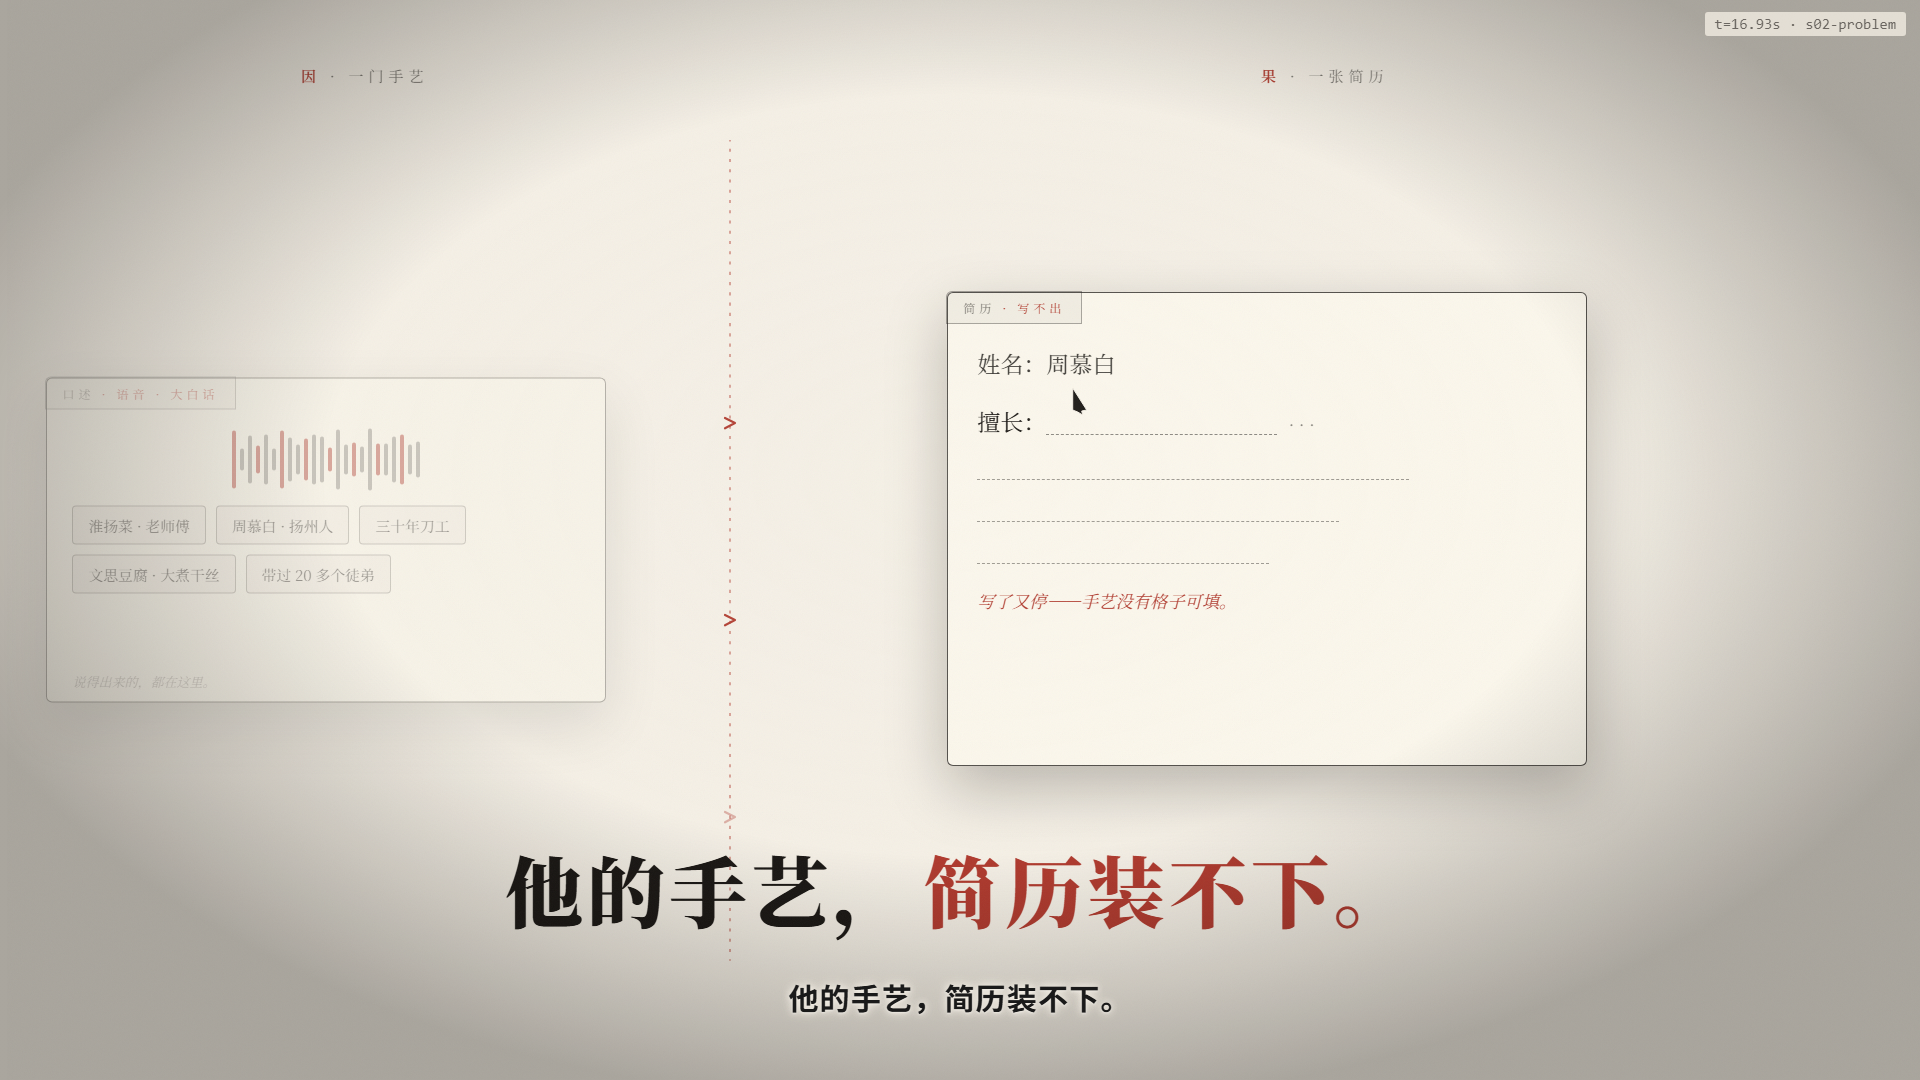 t=16.93s · s02-problem
因 · 一门手艺
果 · 一张简历
口述 · 语音 · 大白话
淮扬菜 · 老师傅
周慕白 · 扬州人
三十年刀工
文思豆腐 · 大煮干丝
带过 20 多个徒弟
说得出来的，都在这里。
简历 · 写不出
姓名：周慕白
擅长： ...
写了又停——手艺没有格子可填。
他的手艺，简历装不下。
他的手艺，简历装不下。